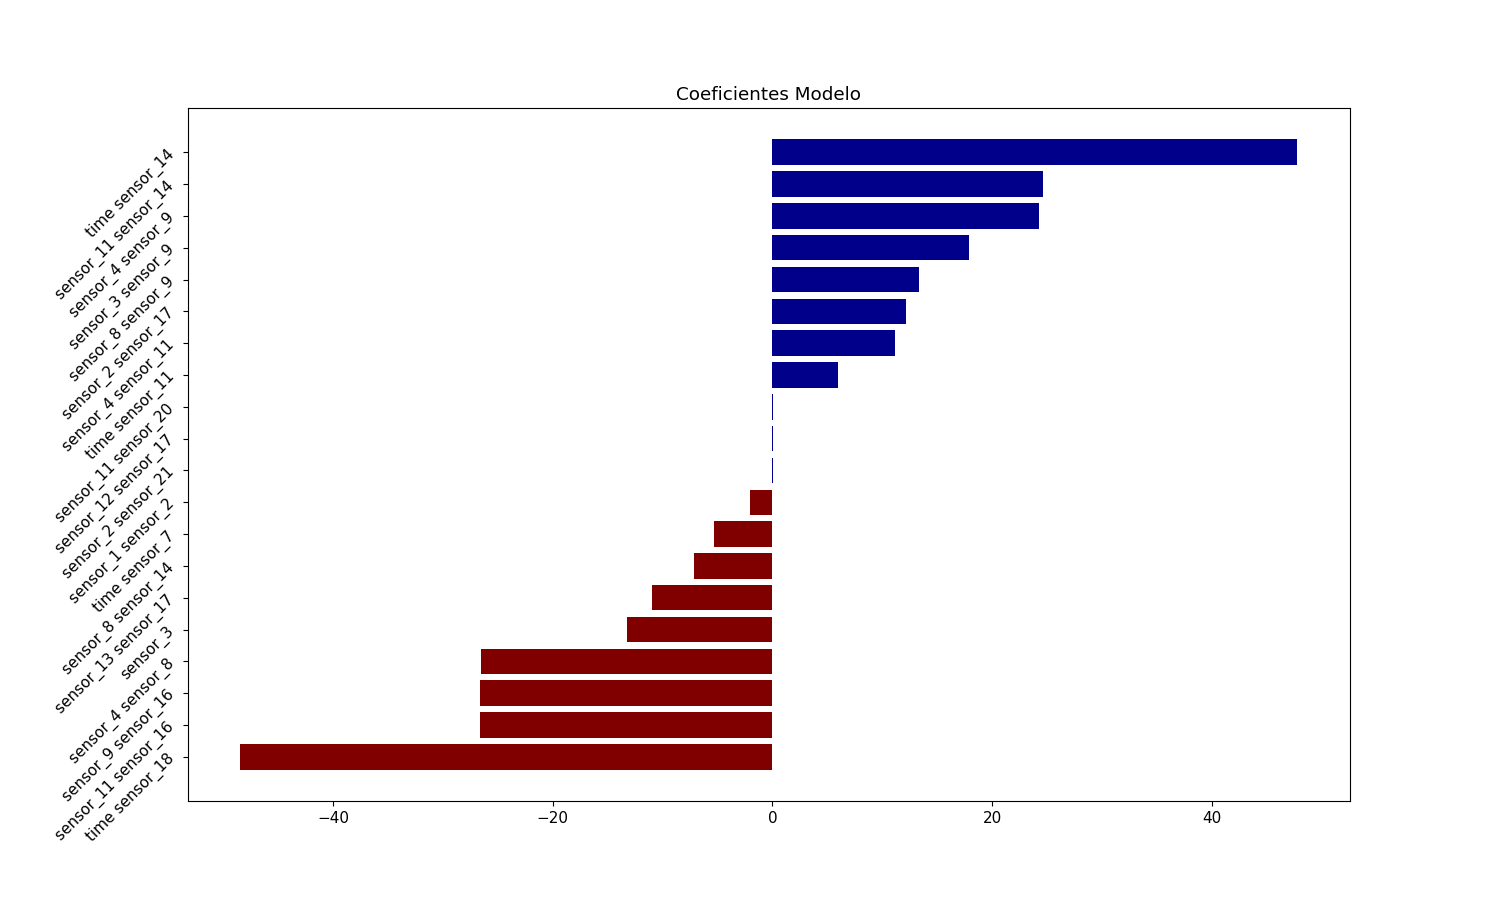 Coeficientes Modelo
time sensor_14
sensor_11 sensor_14
sensor_4 sensor_9
sensor_3 sensor_9
sensor_8 sensor_9
sensor_2 sensor_17
sensor_4 sensor_11
time sensor_11
sensor_11 sensor_20
sensor_12 sensor_17
sensor_2 sensor_21
sensor_1 sensor_2
time sensor_7
sensor_8 sensor_14
sensor_13 sensor_17
sensor_3
sensor_4 sensor_8
sensor_9 sensor_16
sensor_11 sensor_16
time sensor_18
−40 −20 0 20 40